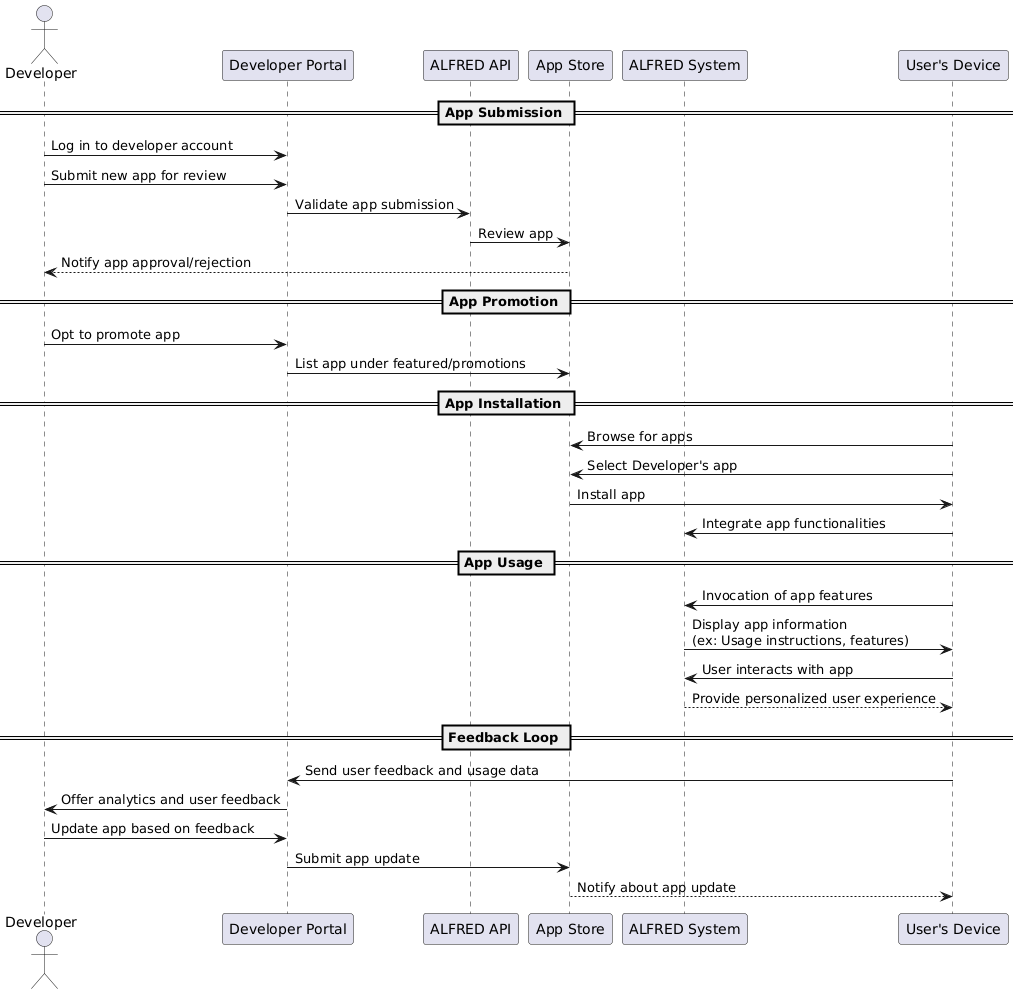 Developer
Developer Portal
ALFRED API
App Store
ALFRED System
User's Device
App Submission
Log in to developer account
Submit new app for review
Validate app submission
Review app
Notify app approval/rejection
App Promotion
Opt to promote app
List app under featured/promotions
App Installation
Browse for apps
Select Developer's app
Install app
Integrate app functionalities
App Usage
Invocation of app features
Display app information
(ex: Usage instructions, features)
User interacts with app
Provide personalized user experience
Feedback Loop
Send user feedback and usage data
Offer analytics and user feedback
Update app based on feedback
Submit app update
Notify about app update
Developer
Developer Portal
ALFRED API
App Store
ALFRED System
User's Device